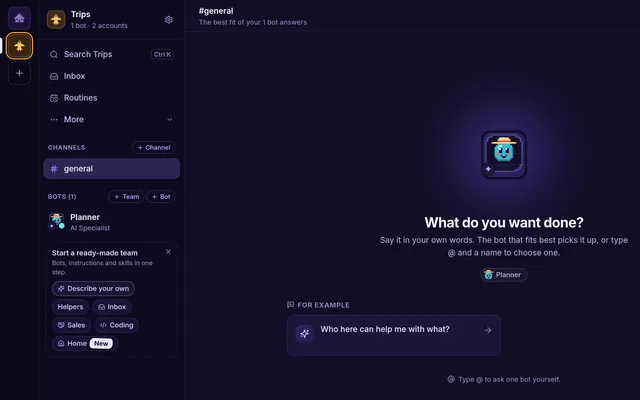 Trips
1 bot · 2 accounts
Search Trips
Ctrl K
Inbox
Routines
More
CHANNELS
+ Channel
# general
BOTS (1)
+ Team
+ Bot
Planner
AI Specialist
Start a ready-made team
Bots, instructions and skills in one
step.
Describe your own
Helpers
Inbox
Sales
Coding
Home
New
#general
The best fit of your 1 bot answers
What do you want done?
Say it in your own words. The bot that fits best picks it up, or type
@ and a name to choose one.
Planner
FOR EXAMPLE
Who here can help me with what?
Type @ to ask one bot yourself.